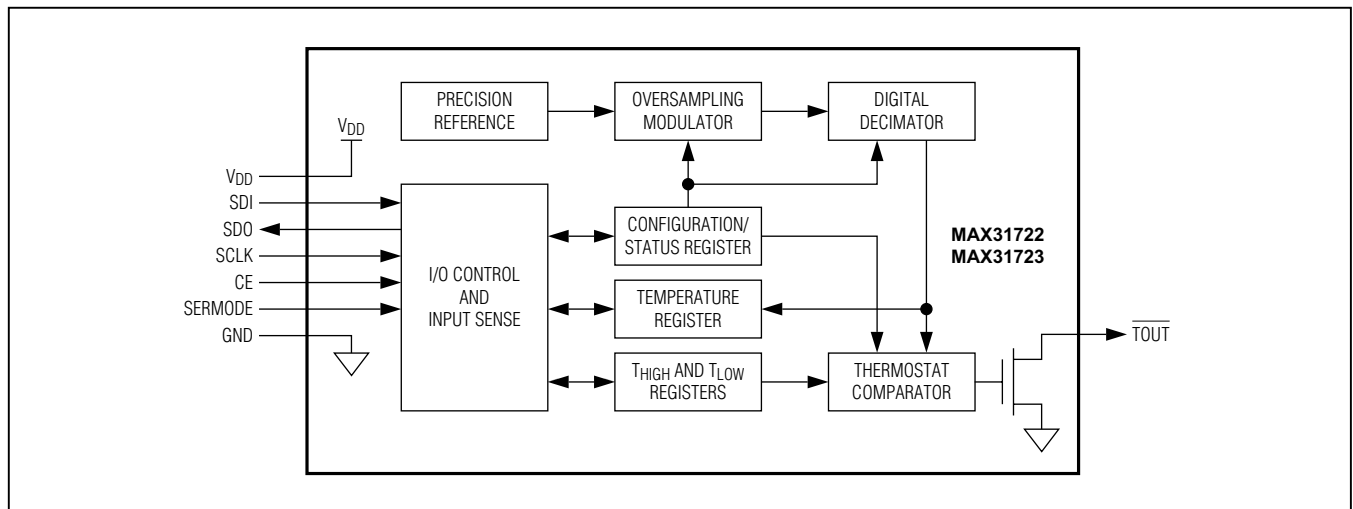 PRECISION
REFERENCE
OVERSAMPLING
MODULATOR
DIGITAL
DECIMATOR
VDD
VDD
SDI
SDO
SCLK
CE
SERMODE
GND
I/O CONTROL
AND
INPUT SENSE
CONFIGURATION/
STATUS REGISTER
MAX31722
MAX31723
TEMPERATURE
REGISTER
THIGH AND TLOW
REGISTERS
THERMOSTAT
COMPARATOR
TOUT